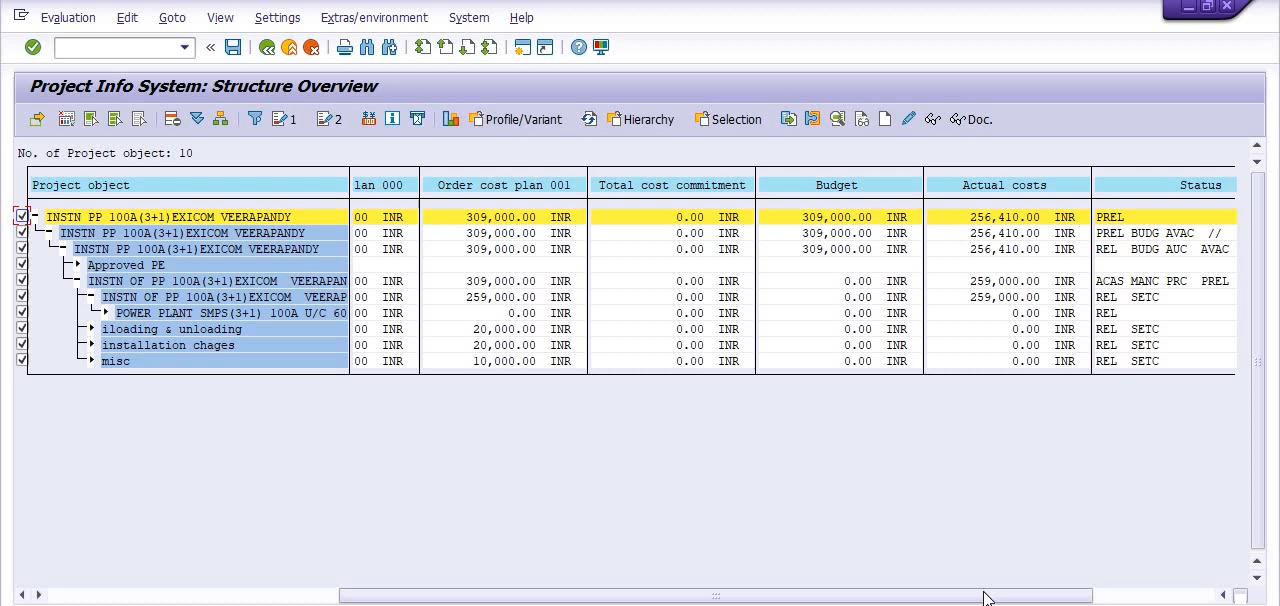 Evaluation Edit Goto View Settings Extras/environment System Help
Project Info System: Structure Overview
1 2 Profile/Variant Hierarchy Selection Doc.
No. of Project object: 10
Project object lan 000 Order cost plan 001 Total cost commitment Budget Actual costs Status
INSTN PP 100A(3+1)EXICOM VEERAPANDY 00 INR 309,000.00 INR 0.00 INR 309,000.00 INR 256,410.00 INR PREL
INSTN PP 100A(3+1)EXICOM VEERAPANDY 00 INR 309,000.00 INR 0.00 INR 309,000.00 INR 256,410.00 INR PREL BUDG AVAC //
INSTN PP 100A(3+1)EXICOM VEERAPANDY 00 INR 309,000.00 INR 0.00 INR 309,000.00 INR 256,410.00 INR REL BUDG AUC AVAC
Approved PE
INSTN OF PP 100A(3+1)EXICOM VEERAPAN 00 INR 309,000.00 INR 0.00 INR 0.00 INR 259,000.00 INR ACAS MANC PRC PREL
INSTN OF PP 100A(3+1)EXICOM VEERAP 00 INR 259,000.00 INR 0.00 INR 0.00 INR 259,000.00 INR REL SETC
POWER PLANT SMPS(3+1) 100A U/C 60 00 INR 0.00 INR 0.00 INR 0.00 INR 0.00 INR REL
iloading & unloading 00 INR 20,000.00 INR 0.00 INR 0.00 INR 0.00 INR REL SETC
installation chages 00 INR 20,000.00 INR 0.00 INR 0.00 INR 0.00 INR REL SETC
misc 00 INR 10,000.00 INR 0.00 INR 0.00 INR 0.00 INR REL SETC